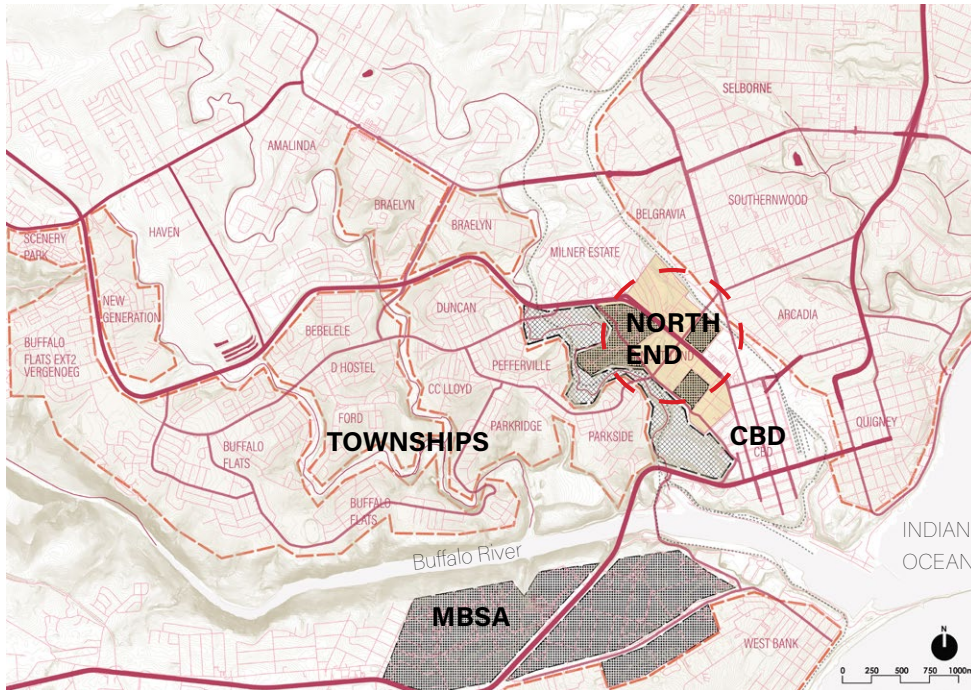 SELBORNE
AMALINDA
SOUTHERNWOOD
BRAELYN
BELGRAVIA
BRAELYN
HAVEN
SCENERY
PARK
MILNER ESTATE
NEW
GENERATION
DUNCAN
ARCADIA
NORTH
END
BEBELELE
BUFFALO
FLATS EXT2
VERGENOEG
D HOSTEL
PEFFERVILLE
CC LLOYD
FORD
PARKRIDGE
QUIGNEY
TOWNSHIPS
PARKSIDE
CBD
CBD
BUFFALO
FLATS
BUFFALO
FLATS
INDIAN
OCEAN
Buffalo River
MBSA
WEST BANK
N
0 250 500 750 1000m